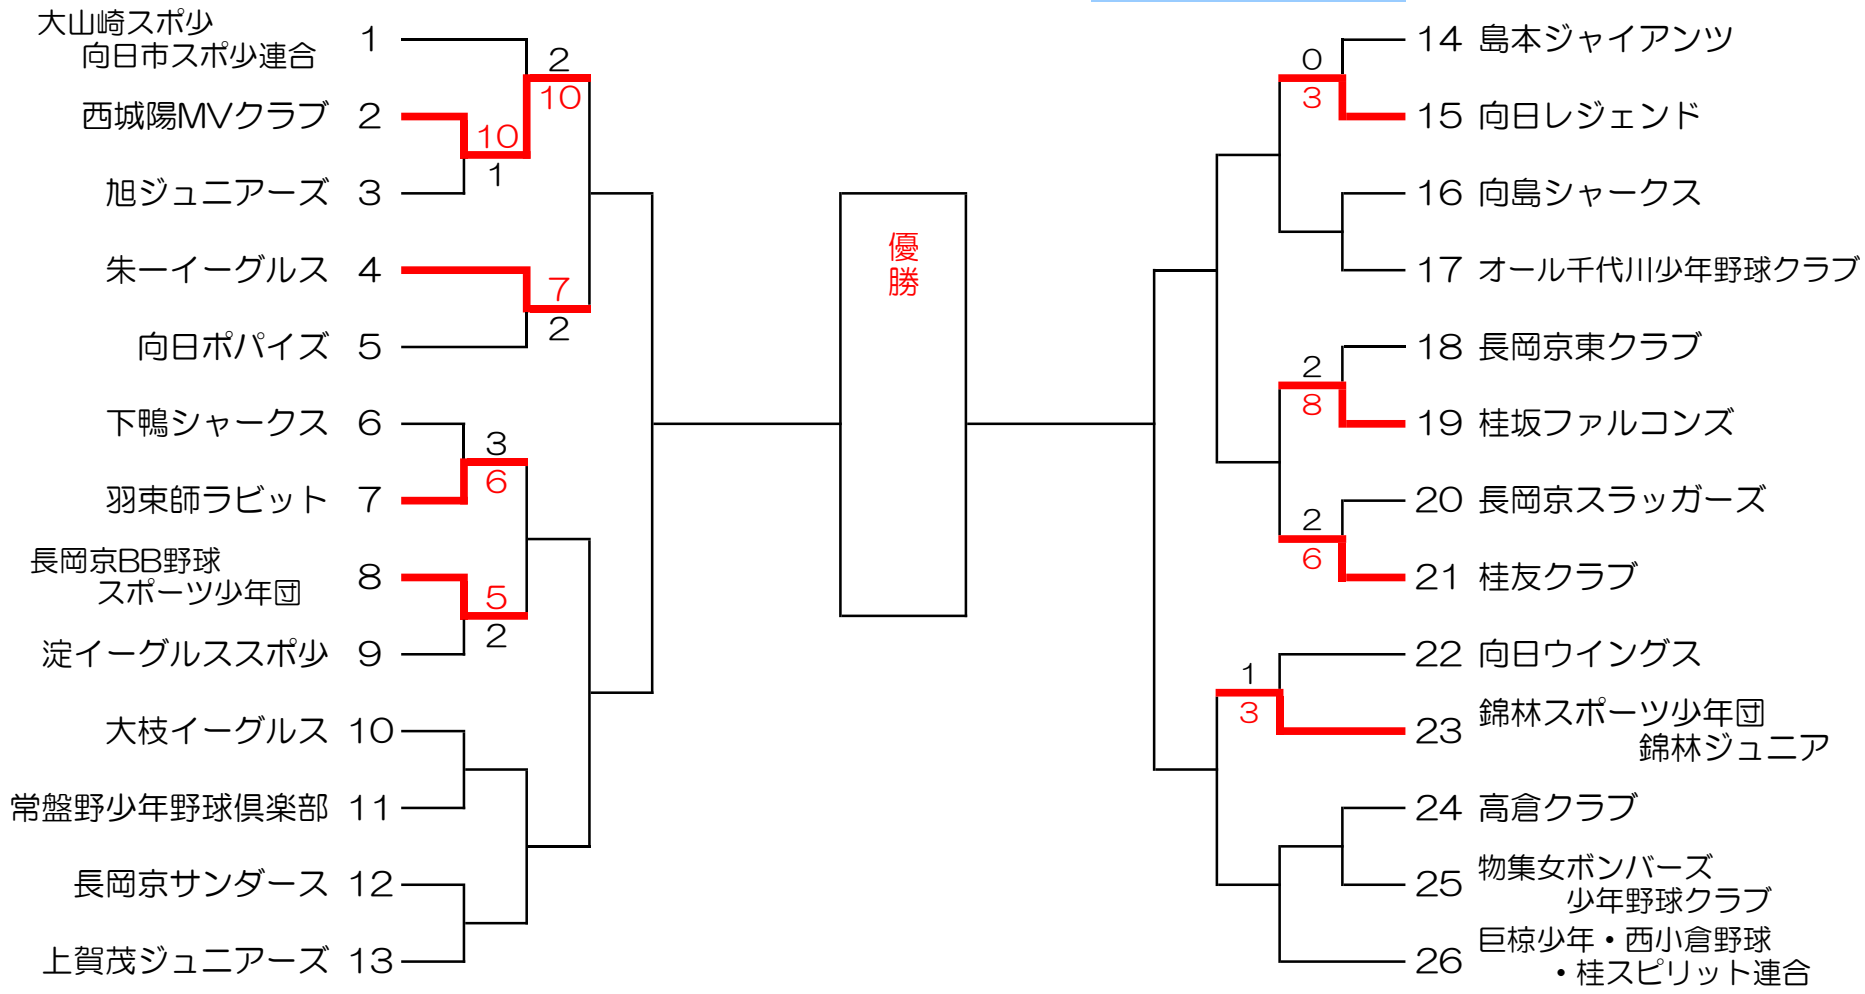 大山崎スポ少
向日市スポ少連合 1
2
10
西城陽MVクラブ 2
10
1
旭ジュニアーズ 3
朱一イーグルス 4
7
2
向日ポパイズ 5
下鴨シャークス 6
3
6
羽束師ラビット 7
長岡京BB野球
スポーツ少年団 8
5
2
淀イーグルススポ少 9
大枝イーグルス 10
常盤野少年野球倶楽部 11
長岡京サンダース 12
上賀茂ジュニアーズ 13
優
勝
14 島本ジャイアンツ
0
3
15 向日レジェンド
16 向島シャークス
17 オール千代川少年野球クラブ
18 長岡京東クラブ
2
8
19 桂坂ファルコンズ
20 長岡京スラッガーズ
2
6
21 桂友クラブ
22 向日ウイングス
1
3
23 錦林スポーツ少年団
錦林ジュニア
24 高倉クラブ
25 物集女ボンバーズ
少年野球クラブ
26 巨椋少年・西小倉野球
・桂スピリット連合